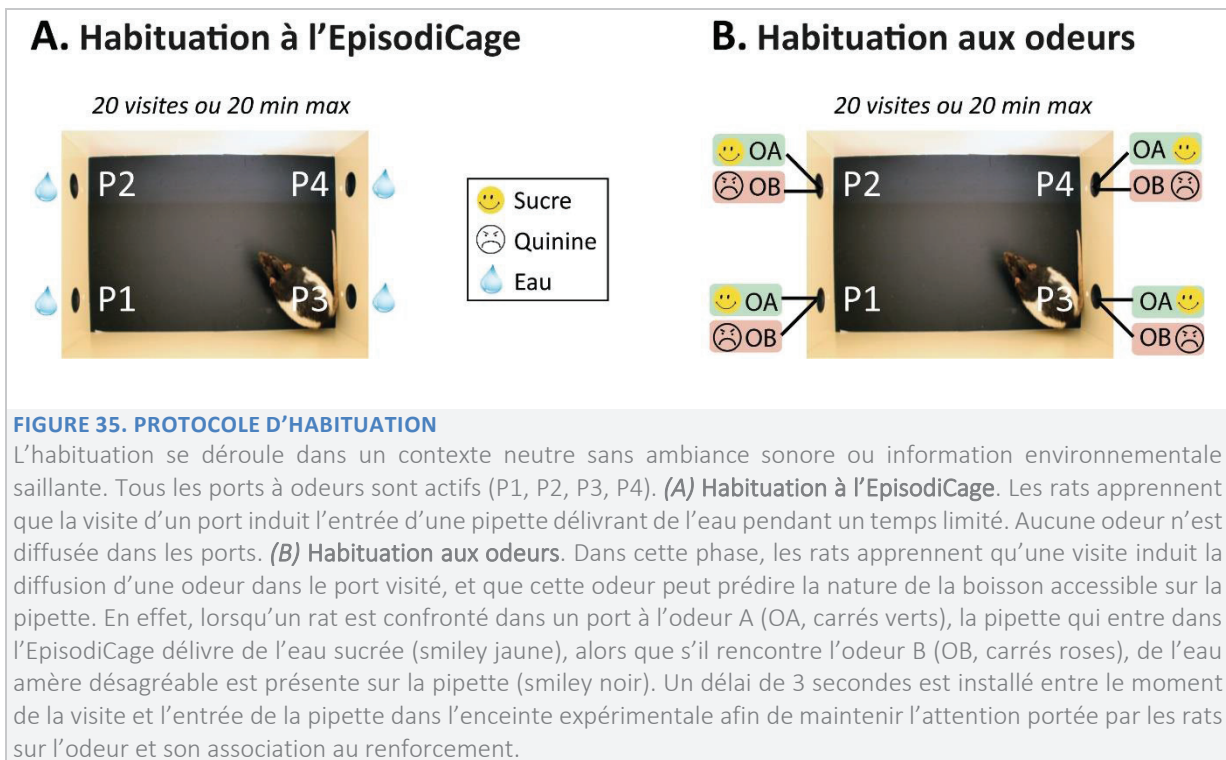 A. Habituation à l’EpisodiCage
20 visites ou 20 min max
P2 P4
P1 P3
Sucre
Quinine
Eau
B. Habituation aux odeurs
20 visites ou 20 min max
OA OA
OB P2 P4 OB
OA P1 P3 OA
OB OB
FIGURE 35. PROTOCOLE D’HABITUATION
L’habituation se déroule dans un contexte neutre sans ambiance sonore ou information environnementale
saillante. Tous les ports à odeurs sont actifs (P1, P2, P3, P4). (A) Habituation à l’EpisodiCage. Les rats apprennent
que la visite d’un port induit l’entrée d’une pipette délivrant de l’eau pendant un temps limité. Aucune odeur n’est
diffusée dans les ports. (B) Habituation aux odeurs. Dans cette phase, les rats apprennent qu’une visite induit la
diffusion d’une odeur dans le port visité, et que cette odeur peut prédire la nature de la boisson accessible sur la
pipette. En effet, lorsqu’un rat est confronté dans un port à l’odeur A (OA, carrés verts), la pipette qui entre dans
l’EpisodiCage délivre de l’eau sucrée (smiley jaune), alors que s’il rencontre l’odeur B (OB, carrés roses), de l’eau
amère désagréable est présente sur la pipette (smiley noir). Un délai de 3 secondes est installé entre le moment
de la visite et l’entrée de la pipette dans l’enceinte expérimentale afin de maintenir l’attention portée par les rats
sur l’odeur et son association au renforcement.